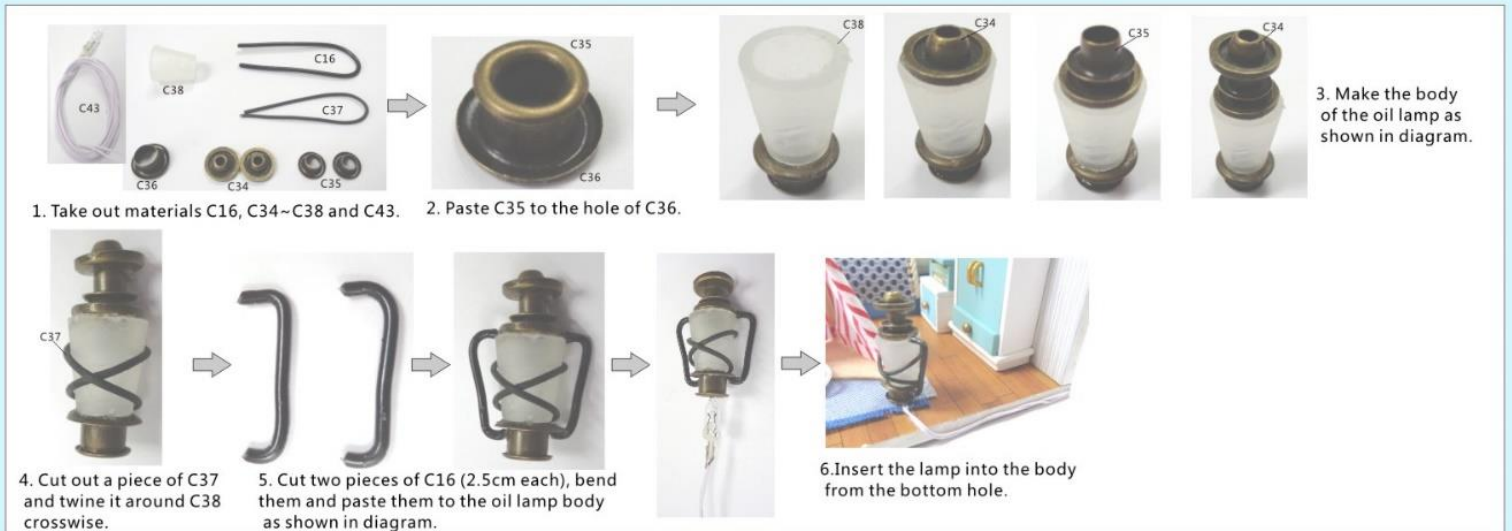 C43
C38
C16
C37
C36
C34
C35
1. Take out materials C16, C34~C38 and C43.
C35
C36
2. Paste C35 to the hole of C36.
C38
C34
C35
C34
3. Make the body
of the oil lamp as
shown in diagram.
C37
4. Cut out a piece of C37
and twine it around C38
crosswise.
5. Cut two pieces of C16 (2.5cm each), bend
them and paste them to the oil lamp body
as shown in diagram.
6.Insert the lamp into the body
from the bottom hole.